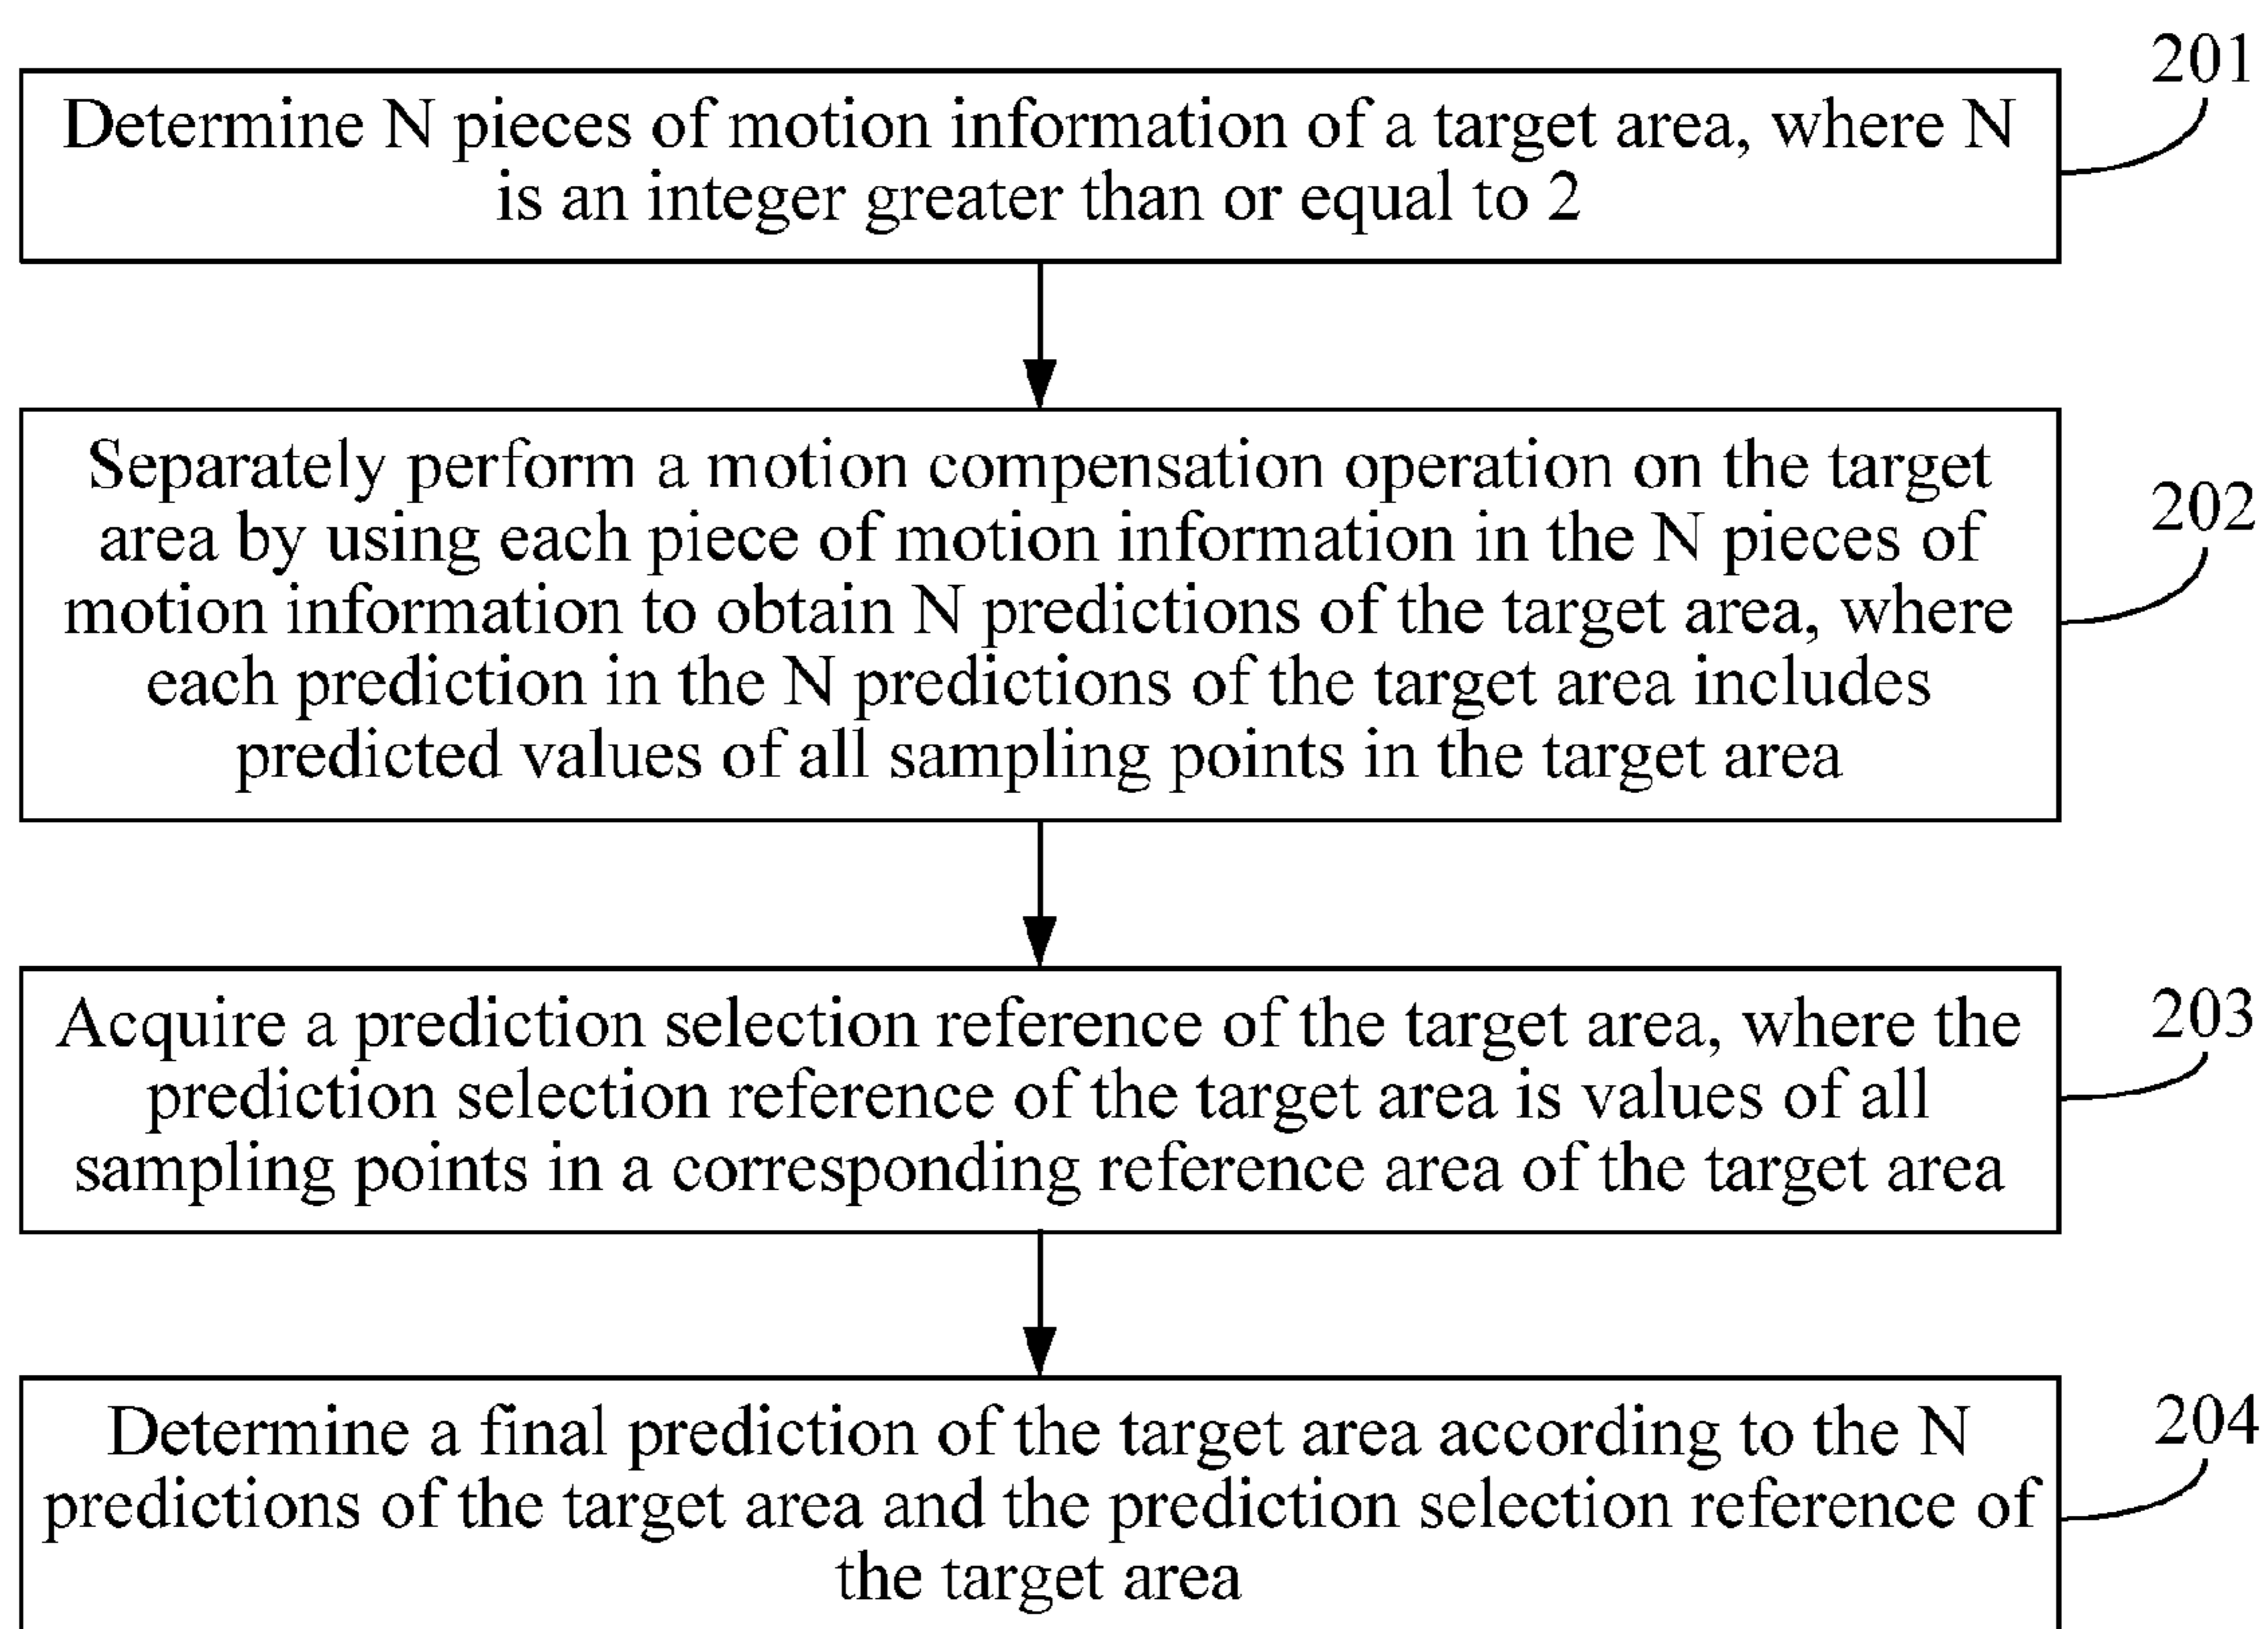 201
Determine N pieces of motion information of a target area, where N
is an integer greater than or equal to 2
202
Separately perform a motion compensation operation on the target
area by using each piece of motion information in the N pieces of
motion information to obtain N predictions of the target area, where
each prediction in the N predictions of the target area includes
predicted values of all sampling points in the target area
203
Acquire a prediction selection reference of the target area, where the
prediction selection reference of the target area is values of all
sampling points in a corresponding reference area of the target area
204
Determine a final prediction of the target area according to the N
predictions of the target area and the prediction selection reference of
the target area